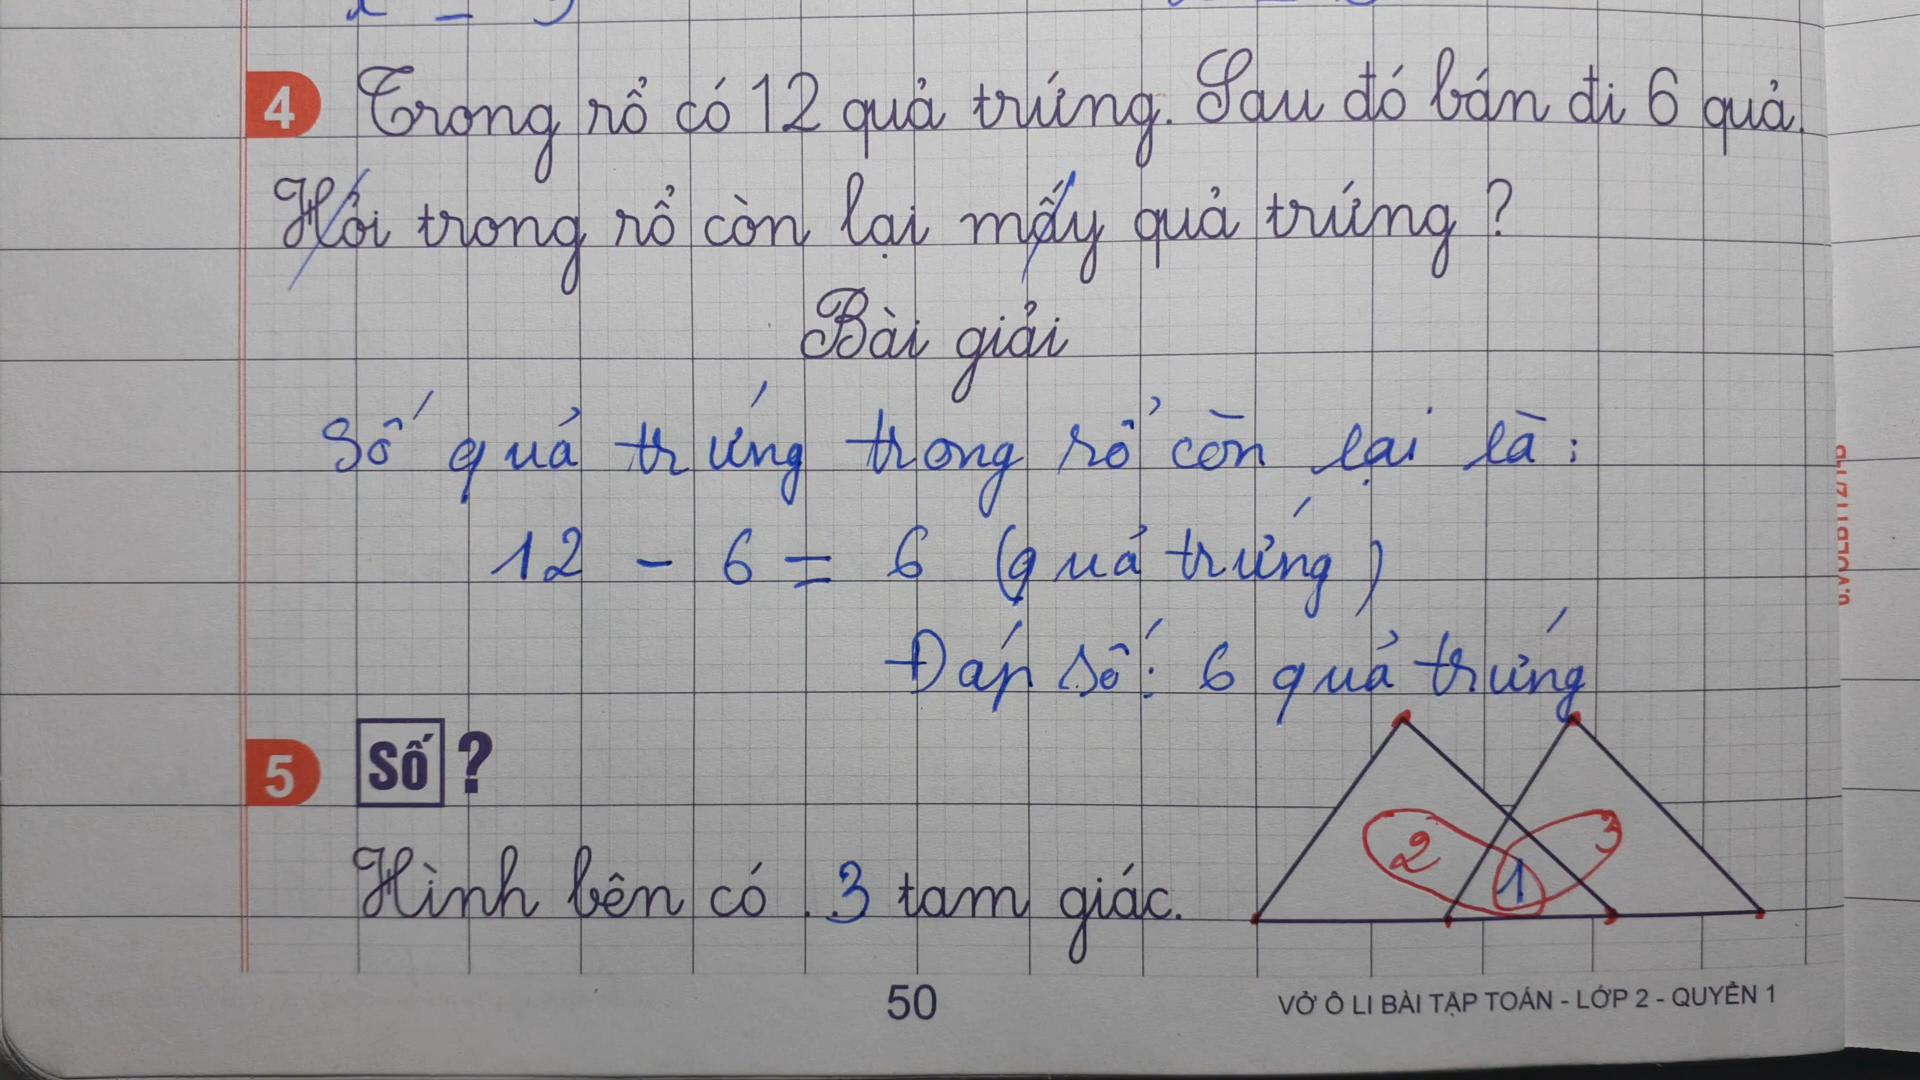 4 Trong rổ có 12 quả trứng. Sau đó bán đi 6 quả.
Hỏi trong rổ còn lại mấy quả trứng?
Bài giải
Số quả trứng trong rổ còn lại là:
12 - 6 = 6 (quả trứng)
Đáp số: 6 quả trứng
5 Số ?
2 1 3
Hình bên có .3 tam giác.
50
VỞ Ô LI BÀI TẬP TOÁN - LỚP 2 - QUYỂN 1